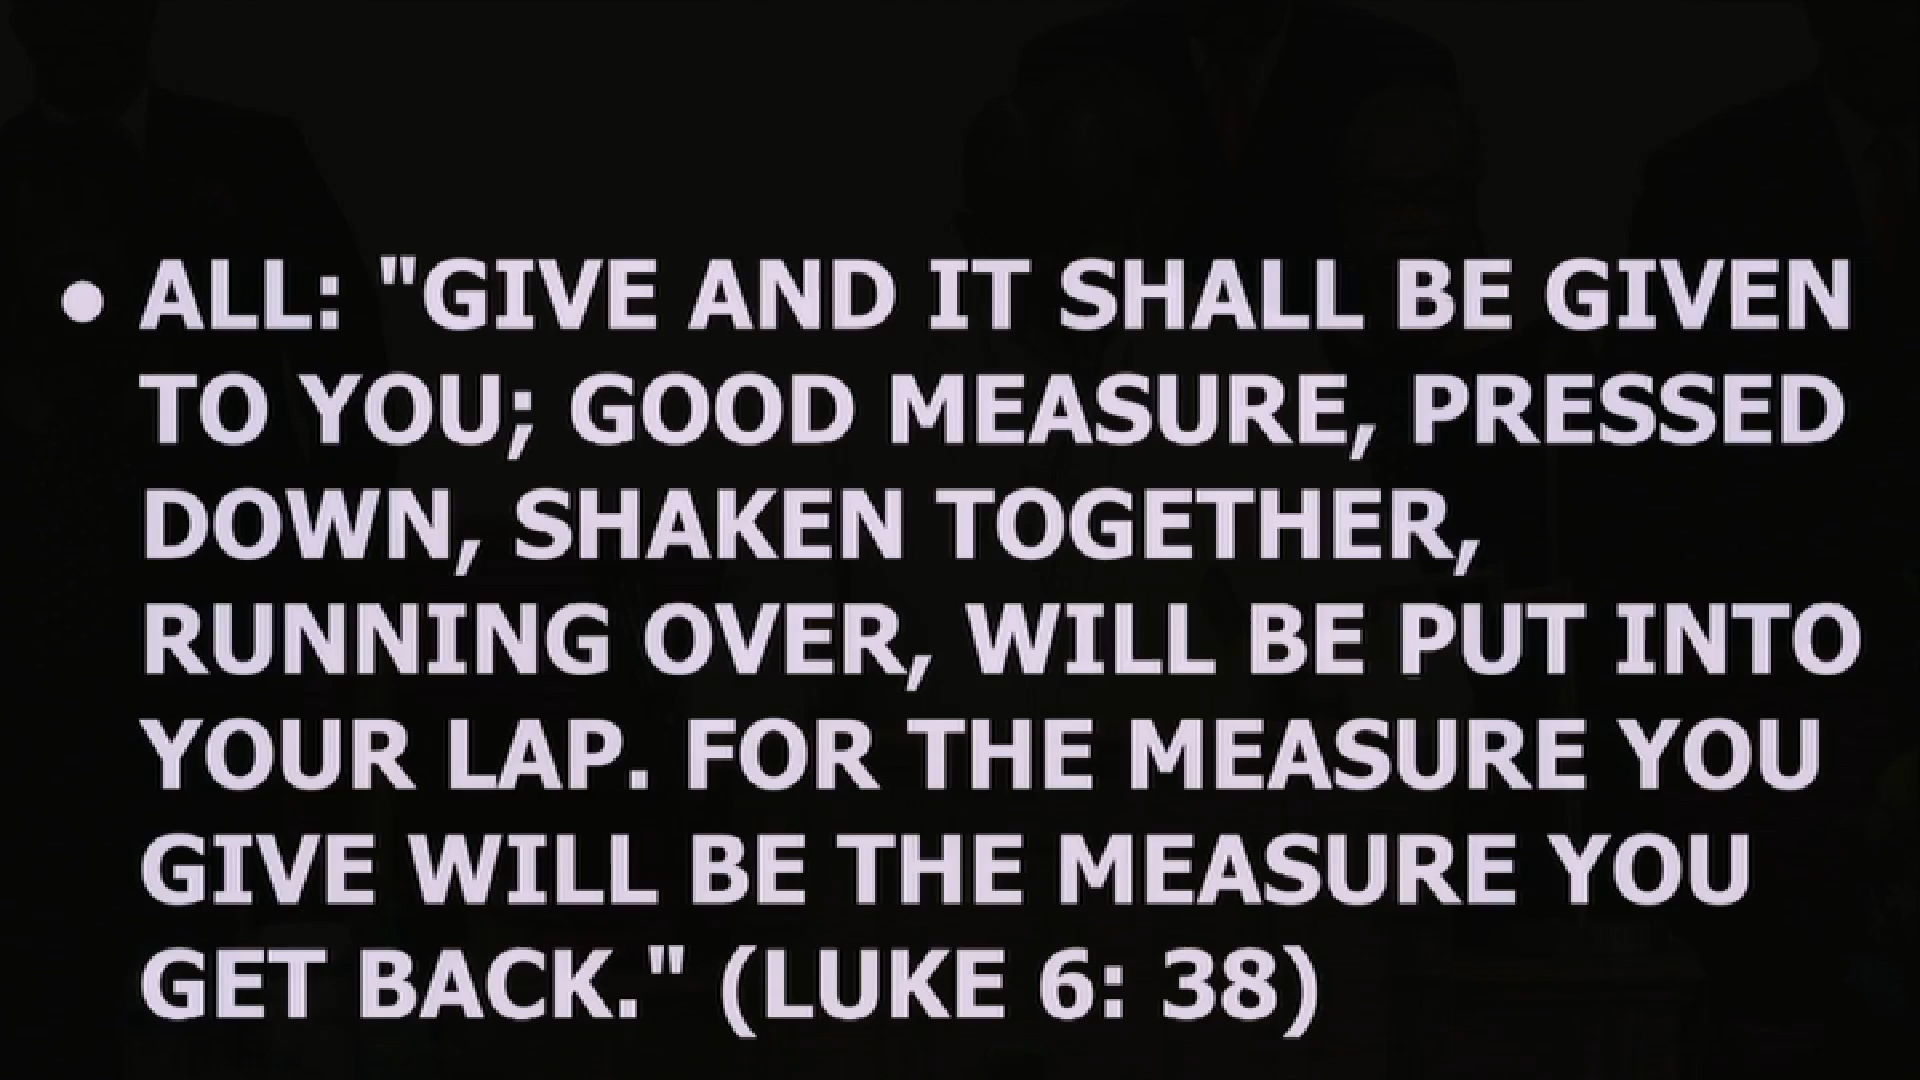 • ALL: "GIVE AND IT SHALL BE GIVEN
TO YOU; GOOD MEASURE, PRESSED
DOWN, SHAKEN TOGETHER,
RUNNING OVER, WILL BE PUT INTO
YOUR LAP. FOR THE MEASURE YOU
GIVE WILL BE THE MEASURE YOU
GET BACK." (LUKE 6: 38)